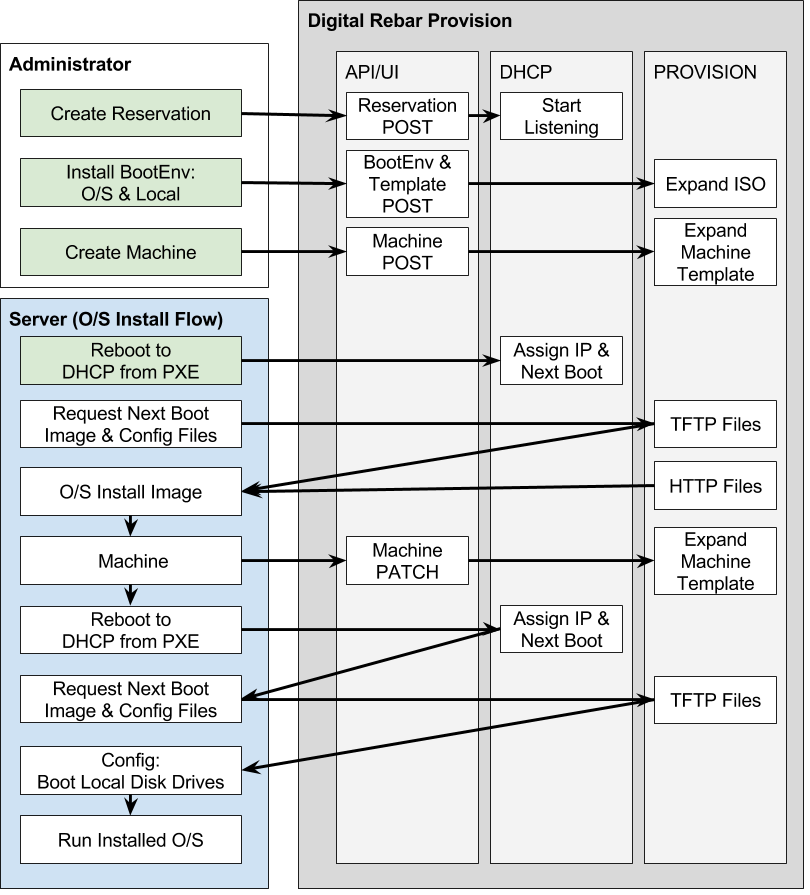 Digital Rebar Provision
Administrator
API/UI
DHCP
PROVISION
Create Reservation
Reservation
POST
Start
Listening
Install BootEnv:
O/S & Local
BootEnv &
Template
POST
Expand ISO
Create Machine
Machine
POST
Expand
Machine
Template
Server (O/S Install Flow)
Reboot to
DHCP from PXE
Assign IP &
Next Boot
Request Next Boot
Image & Config Files
TFTP Files
O/S Install Image
HTTP Files
Machine
Machine
PATCH
Expand
Machine
Template
Reboot to
DHCP from PXE
Assign IP &
Next Boot
Request Next Boot
Image & Config Files
TFTP Files
Config:
Boot Local Disk Drives
Run Installed O/S